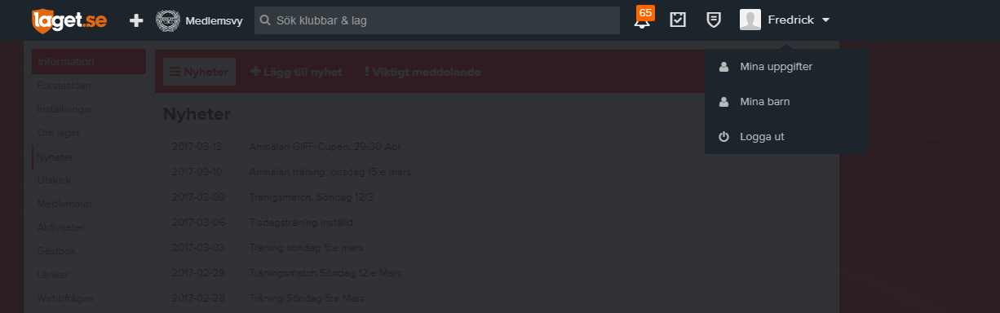 laget.se
Medlemsvy
Sök klubbar & lag
65
Fredrick
Mina uppgifter
Mina barn
Logga ut
Information
Förstasidan
Inställningar
Om laget
Nyheter
Utskick
Medlemmar
Aktiviteter
Gästbok
Länkar
Webbfrågan
Nyheter
Lägg till nyhet
! Viktigt meddelande
Nyheter
2017-03-13 Anmälan GIFF-Cupen, 29-30 Apr
2017-03-10 Anmälan träning, onsdag 15:e mars
2017-03-09 Tränigsmatch, Söndag 12/3
2017-03-06 Tisdagsträning inställd
2017-03-03 Träning söndag 5:e mars
2017-02-28 Träningsmatch Söndag 12:e Mars
2017-02-28 Träning Söndag 5:e Mars